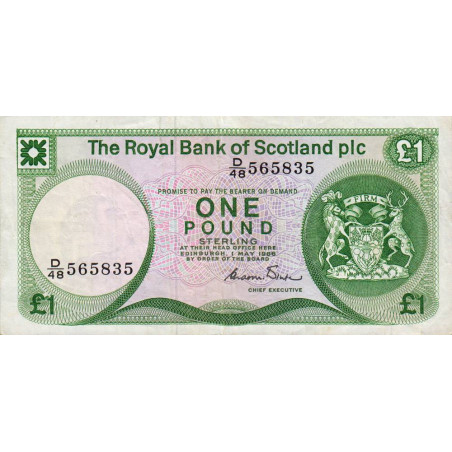 The Royal Bank of Scotland plc
£1
D/48 565835
PROMISE TO PAY THE BEARER ON DEMAND
ONE
POUND
STERLING
AT THEIR HEAD OFFICE HERE
EDINBURGH, 1 MAY 1986
BY ORDER OF THE BOARD
FIRM
D/48 565835
CHIEF EXECUTIVE
£1
£1